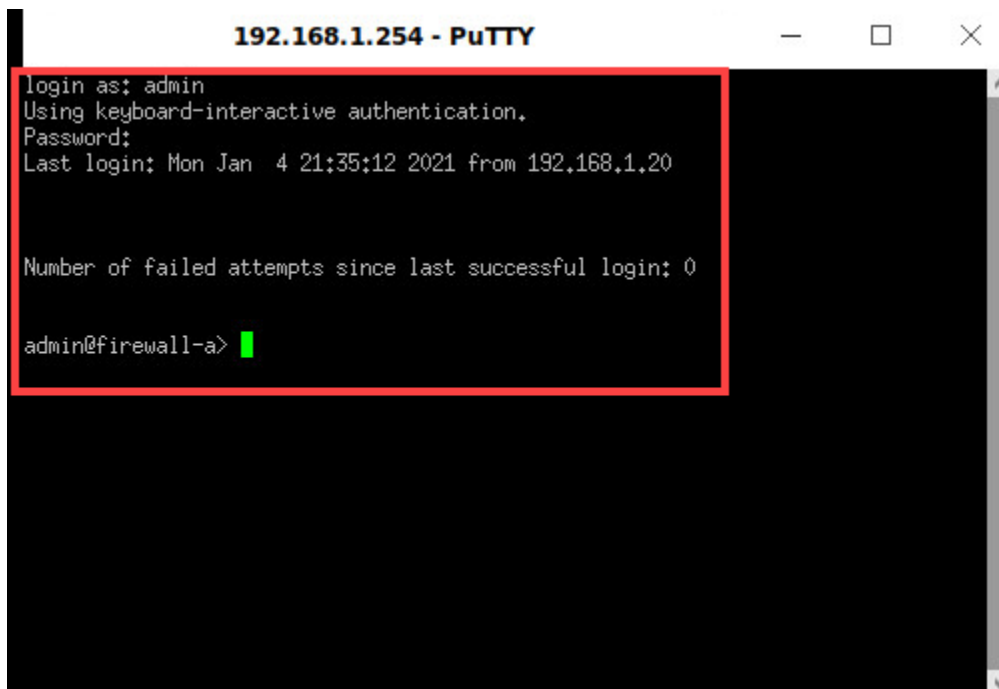 192.168.1.254 - PuTTY
login as: admin
Using keyboard-interactive authentication.
Password:
Last login: Mon Jan  4 21:35:12 2021 from 192.168.1.20
Number of failed attempts since last successful login: 0
admin@firewall-a>